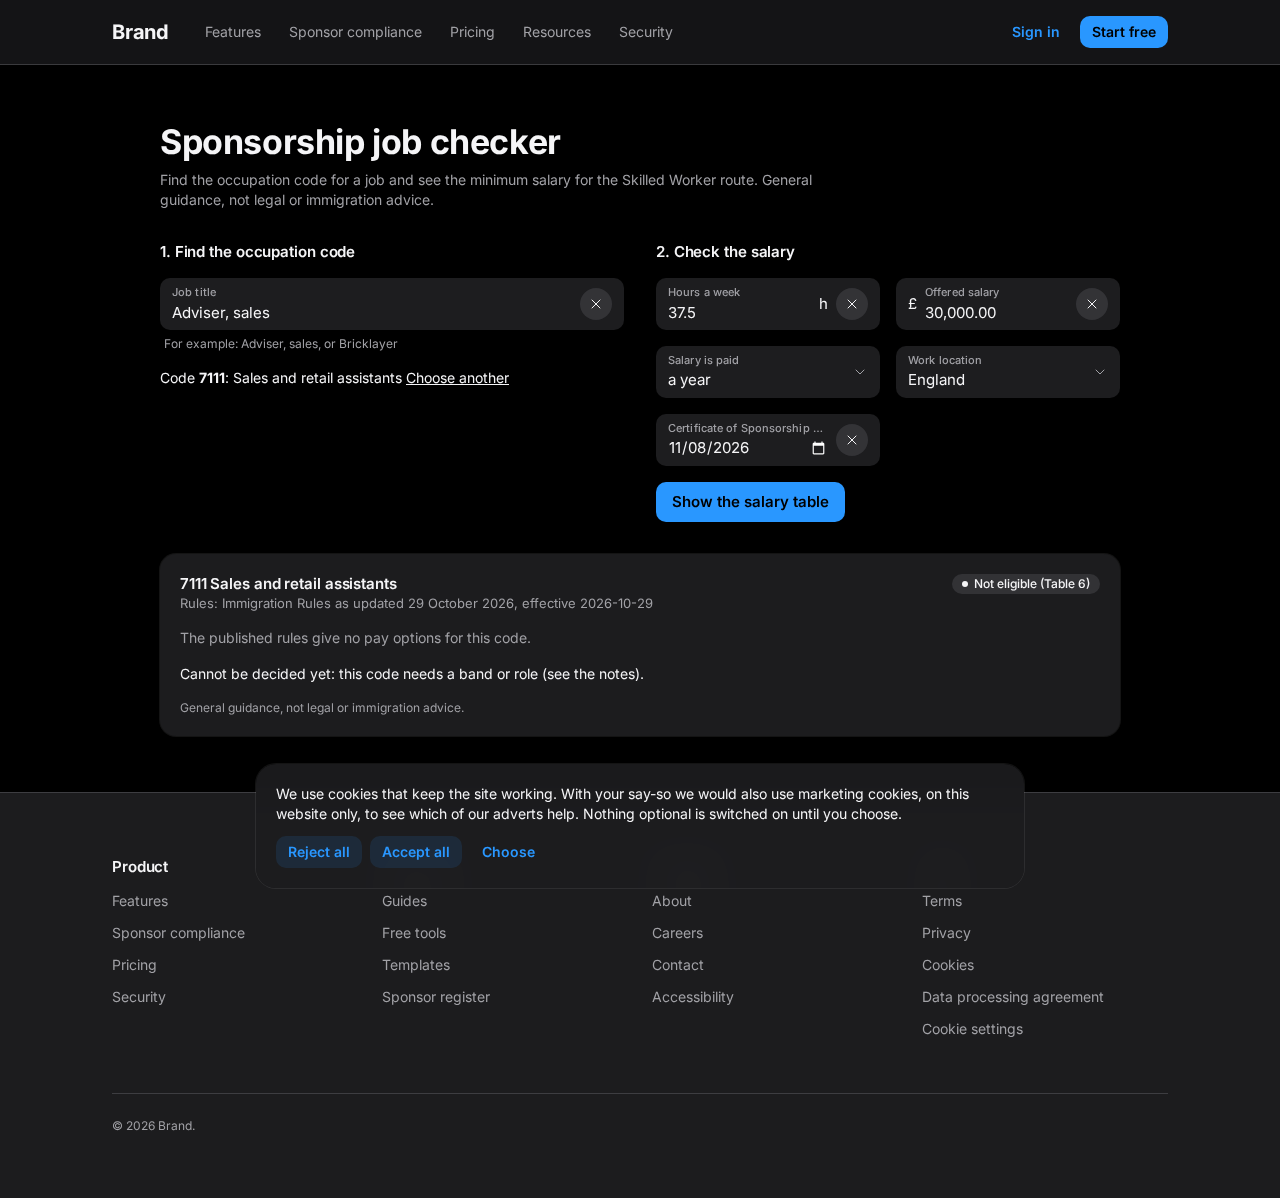 Brand
Features
Sponsor compliance
Pricing
Resources
Security
Sign in
Start free
Sponsorship job checker
Find the occupation code for a job and see the minimum salary for the Skilled Worker route. General
guidance, not legal or immigration advice.
1. Find the occupation code
Job title
Adviser, sales
For example: Adviser, sales, or Bricklayer
Code 7111: Sales and retail assistants Choose another
2. Check the salary
Hours a week
37.5
h
Offered salary
£
30,000.00
Salary is paid
a year
Work location
England
Certificate of Sponsorship ...
11/08/2026
Show the salary table
7111 Sales and retail assistants
Not eligible (Table 6)
Rules: Immigration Rules as updated 29 October 2026, effective 2026-10-29
The published rules give no pay options for this code.
Cannot be decided yet: this code needs a band or role (see the notes).
General guidance, not legal or immigration advice.
We use cookies that keep the site working. With your say-so we would also use marketing cookies, on this
website only, to see which of our adverts help. Nothing optional is switched on until you choose.
Reject all
Accept all
Choose
Product
Features
Sponsor compliance
Pricing
Security
Guides
Free tools
Templates
Sponsor register
About
Careers
Contact
Accessibility
Terms
Privacy
Cookies
Data processing agreement
Cookie settings
© 2026 Brand.